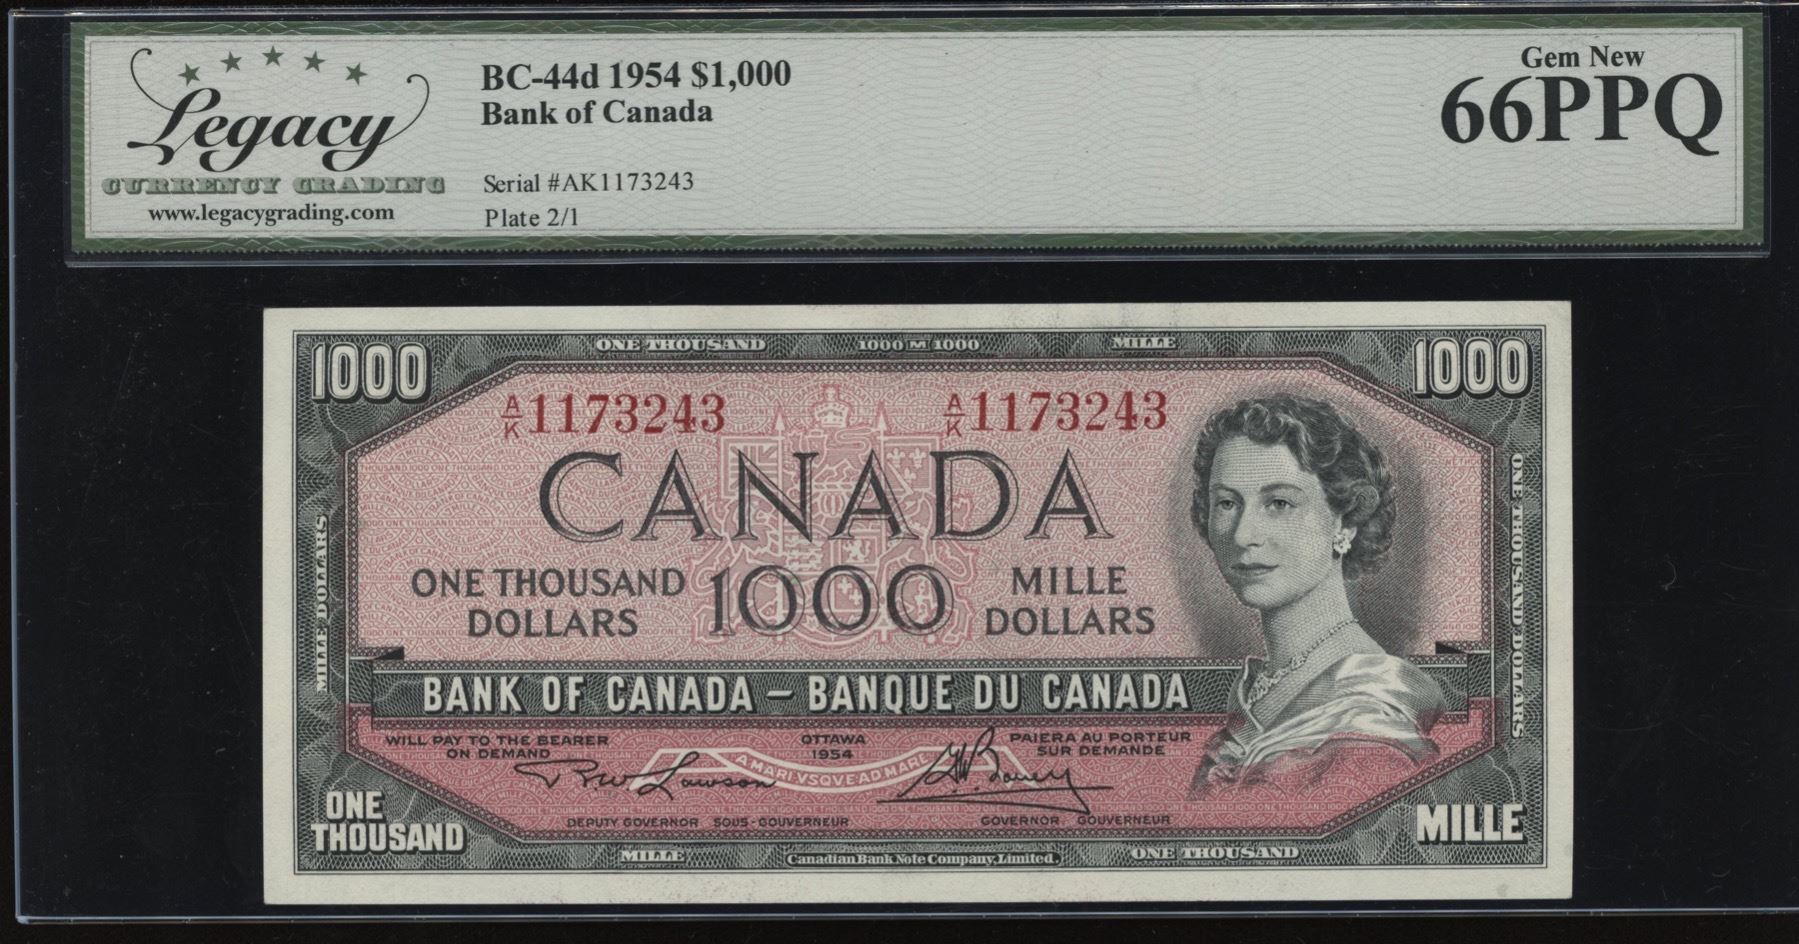 Legacy
CURRENCY GRADING
www.legacygrading.com
BC-44d 1954 $1,000
Bank of Canada
Serial #AK1173243
Plate 2/1
Gem New
66PPQ
ONE THOUSAND 1000 M 1000 MILLE
1000 1000
A/K 1173243 A/K 1173243
CANADA
ONE THOUSAND
DOLLARS
1000
MILLE
DOLLARS
MILLE DOLLARS
ONE THOUSAND DOLLARS
BANK OF CANADA – BANQUE DU CANADA
WILL PAY TO THE BEARER
ON DEMAND
OTTAWA
1954
PAIERA AU PORTEUR
SUR DEMANDE
A MARI VSQVE AD MARE
R.W. Lawson
G.K. Bouey
DEPUTY GOVERNOR SOUS-GOUVERNEUR
GOVERNOR GOUVERNEUR
ONE
THOUSAND
MILLE
MILLE Canadian Bank Note Company, Limited. ONE THOUSAND